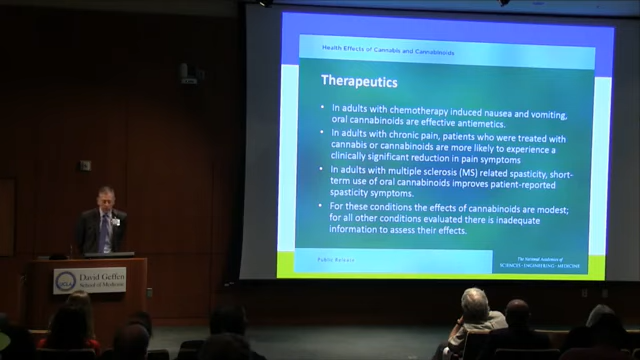 Health Effects of Cannabis and Cannabinoids
Therapeutics
• In adults with chemotherapy induced nausea and vomiting,
oral cannabinoids are effective antiemetics.
• In adults with chronic pain, patients who were treated with
cannabis or cannabinoids are more likely to experience a
clinically significant reduction in pain symptoms
• In adults with multiple sclerosis (MS) related spasticity, short-
term use of oral cannabinoids improves patient-reported
spasticity symptoms.
• For these conditions the effects of cannabinoids are modest;
for all other conditions evaluated there is inadequate
information to assess their effects.
Public Release
The National Academies of
SCIENCES • ENGINEERING • MEDICINE
UCLA
David Geffen
School of Medicine